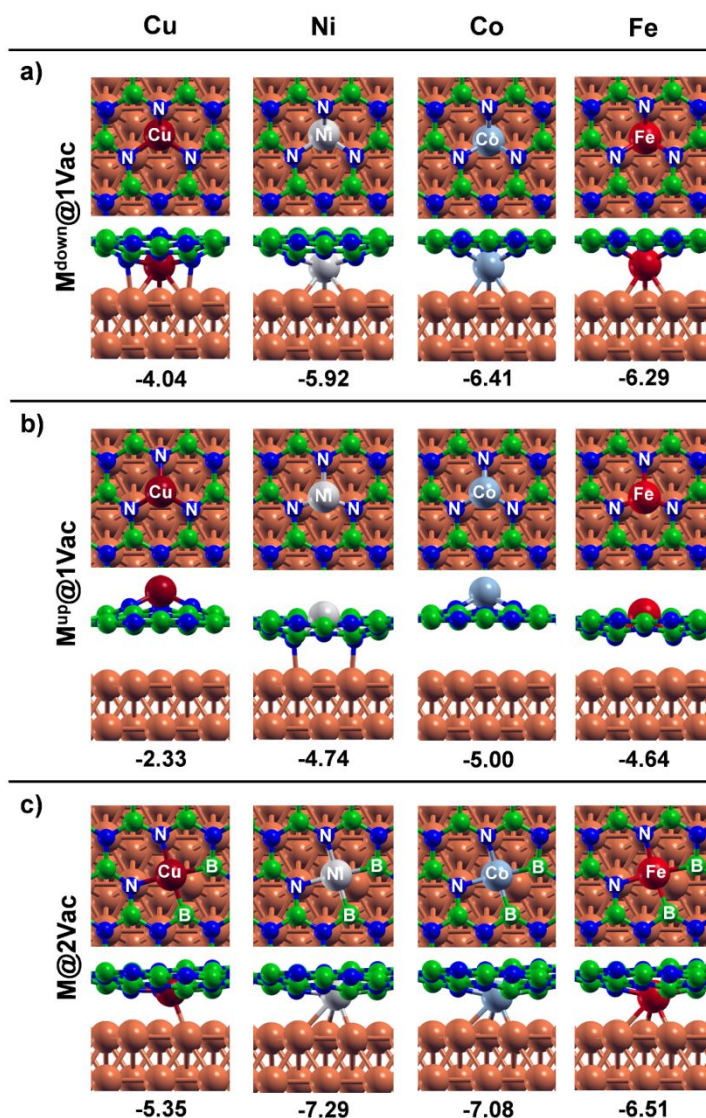 Cu Ni Co Fe
a)
M^down@1Vac
N N N N
Cu Ni Co Fe
N N N N N N N N
-4.04 -5.92 -6.41 -6.29
b)
M^up@1Vac
N N N N
Cu Ni Co Fe
N N N N N N N N
-2.33 -4.74 -5.00 -4.64
c)
M@2Vac
N N N N
Cu B Ni B Co B Fe B
N N N N
B B B B
-5.35 -7.29 -7.08 -6.51